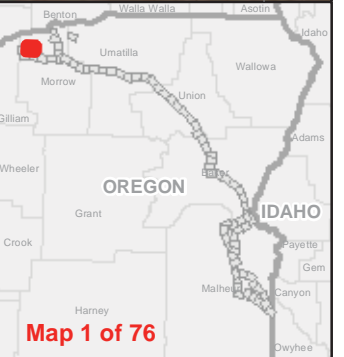 Benton
Walla Walla
Asotin
Idaho
Umatilla
Wallowa
Morrow
Union
Gilliam
Adams
Wheeler
Baker
OREGON
IDAHO
Grant
Crook
Payette
Gem
Malheur
Canyon
Harney
Map 1 of 76
Owyhee